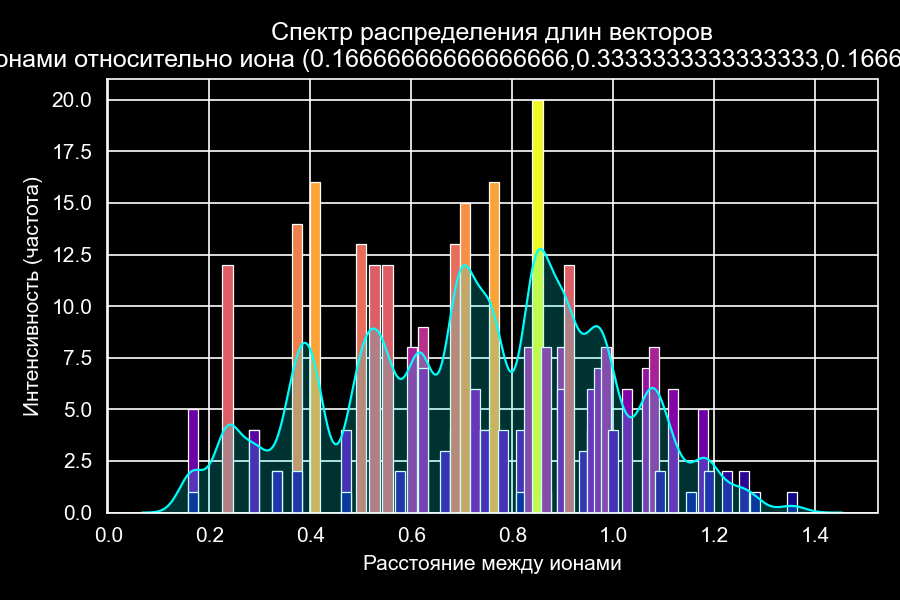 Спектр распределения длин векторов
онами относительно иона (0.16666666666666666,0.3333333333333333,0.1666
Интенсивность (частота)
20.0
17.5
15.0
12.5
10.0
7.5
5.0
2.5
0.0
0.0 0.2 0.4 0.6 0.8 1.0 1.2 1.4
Расстояние между ионами